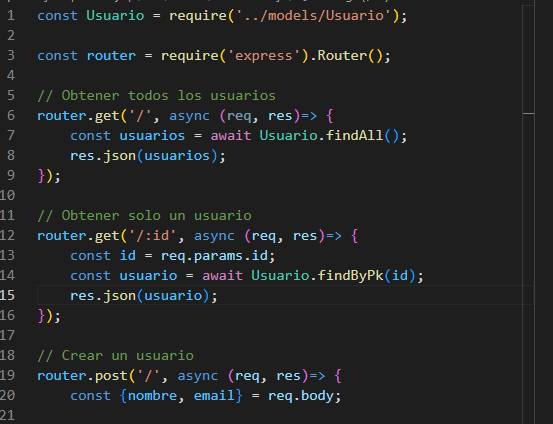 1 const Usuario = require('../models/Usuario');
2
3 const router = require('express').Router();
4
5 // Obtener todos los usuarios
6 router.get('/', async (req, res)=> {
7     const usuarios = await Usuario.findAll();
8     res.json(usuarios);
9 });
10
11 // Obtener solo un usuario
12 router.get('/:id', async (req, res)=> {
13     const id = req.params.id;
14     const usuario = await Usuario.findByPk(id);
15     res.json(usuario);
16 });
17
18 // Crear un usuario
19 router.post('/', async (req, res)=> {
20     const {nombre, email} = req.body;
21